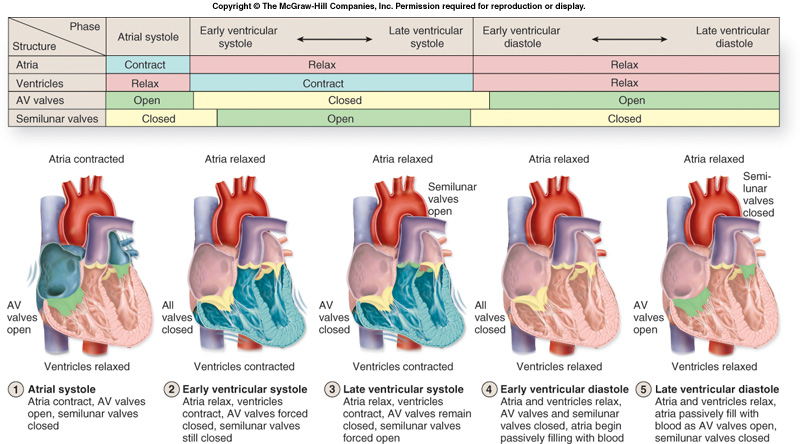 Copyright © The McGraw-Hill Companies, Inc. Permission required for reproduction or display.
Phase
Structure
Atrial systole
Early ventricular
systole
Late ventricular
systole
Early ventricular
diastole
Late ventricular
diastole
Atria Contract Relax Relax
Ventricles Relax Contract Relax
AV valves Open Closed Open
Semilunar valves Closed Open Closed
Atria contracted
AV
valves
open
Ventricles relaxed
1 Atrial systole
Atria contract, AV valves
open, semilunar valves
closed
Atria relaxed
All
valves
closed
Ventricles contracted
2 Early ventricular systole
Atria relax, ventricles
contract, AV valves forced
closed, semilunar valves
still closed
Atria relaxed
Semilunar
valves
open
AV
valves
closed
Ventricles contracted
3 Late ventricular systole
Atria relax, ventricles
contract, AV valves remain
closed, semilunar valves
forced open
Atria relaxed
All
valves
closed
Ventricles relaxed
4 Early ventricular diastole
Atria and ventricles relax,
AV valves and semilunar
valves closed, atria begin
passively filling with blood
Atria relaxed
Semi-
lunar
valves
closed
AV
valves
open
Ventricles relaxed
5 Late ventricular diastole
Atria and ventricles relax,
atria passively fill with
blood as AV valves open,
semilunar valves closed